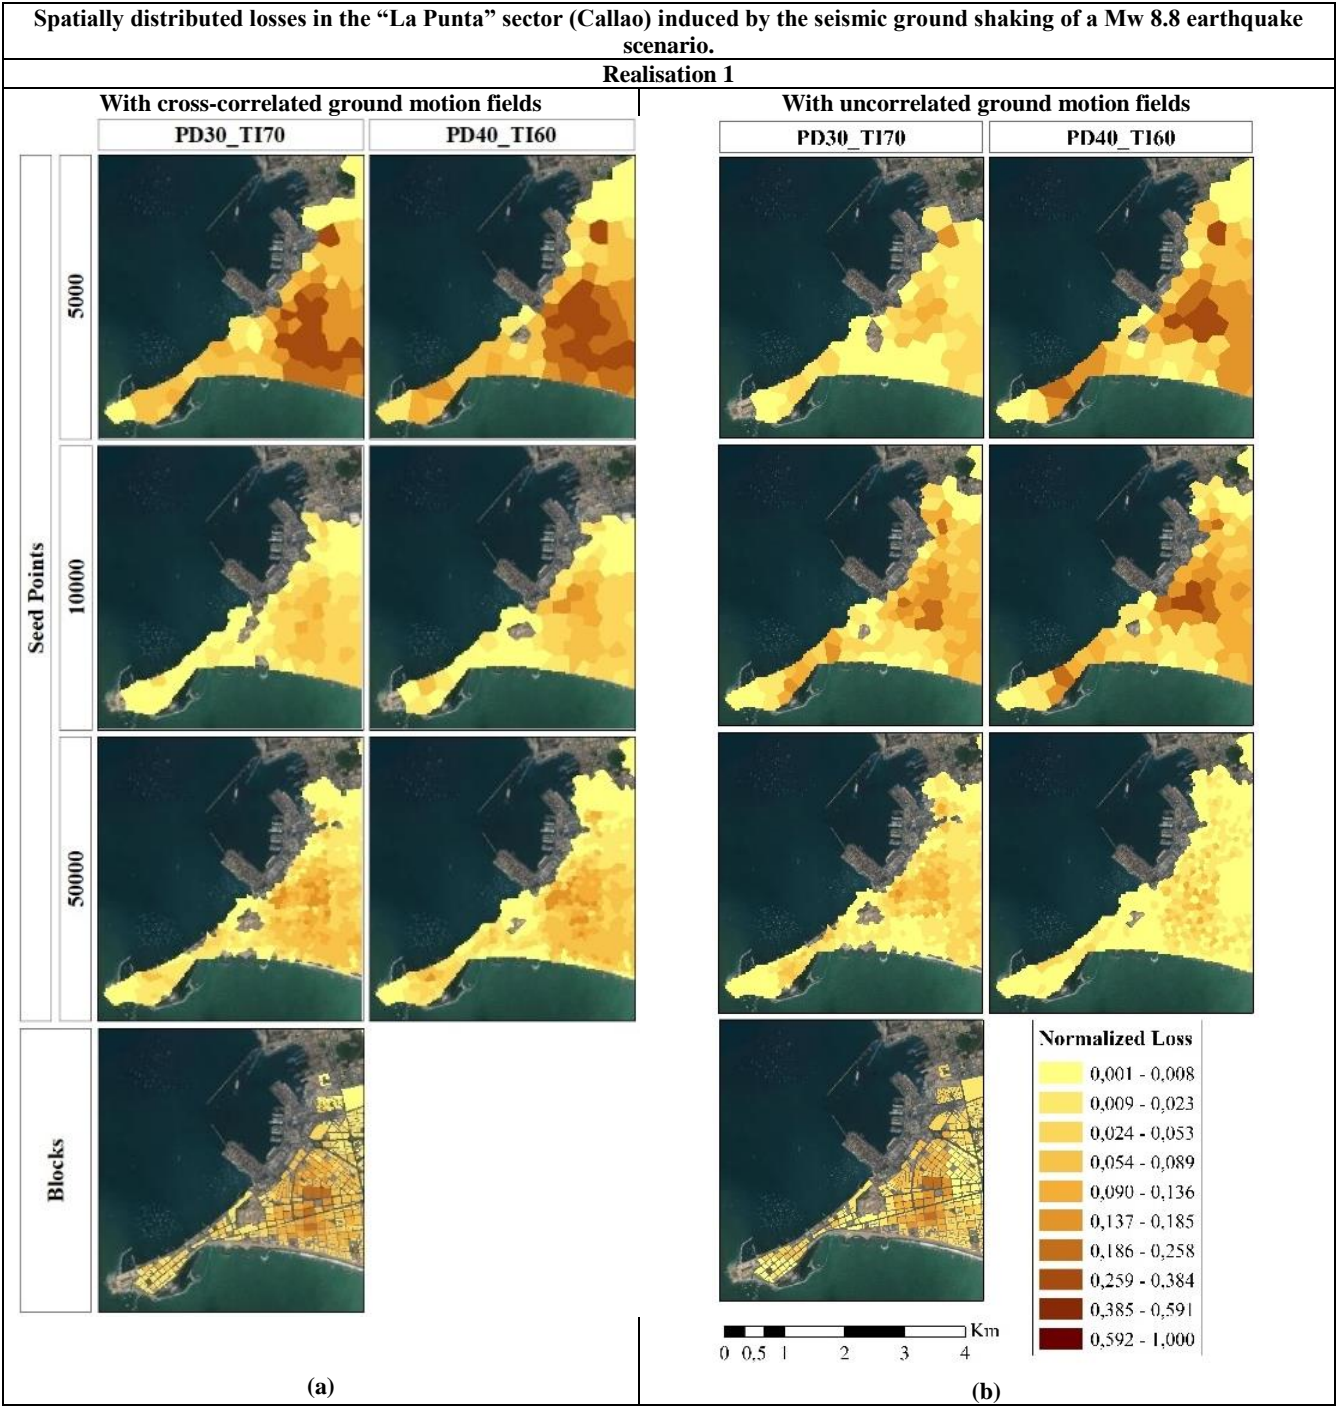 Spatially distributed losses in the “La Punta” sector (Callao) induced by the seismic ground shaking of a Mw 8.8 earthquake
scenario.
Realisation 1
With cross-correlated ground motion fields
With uncorrelated ground motion fields
PD30_TI70
PD40_TI60
PD30_TI70
PD40_TI60
Seed Points
5000
10000
50000
Blocks
Normalized Loss
0,001 - 0,008
0,009 - 0,023
0,024 - 0,053
0,054 - 0,089
0,090 - 0,136
0,137 - 0,185
0,186 - 0,258
0,259 - 0,384
0,385 - 0,591
0,592 - 1,000
Km
0 0,5 1 2 3 4
(a)
(b)